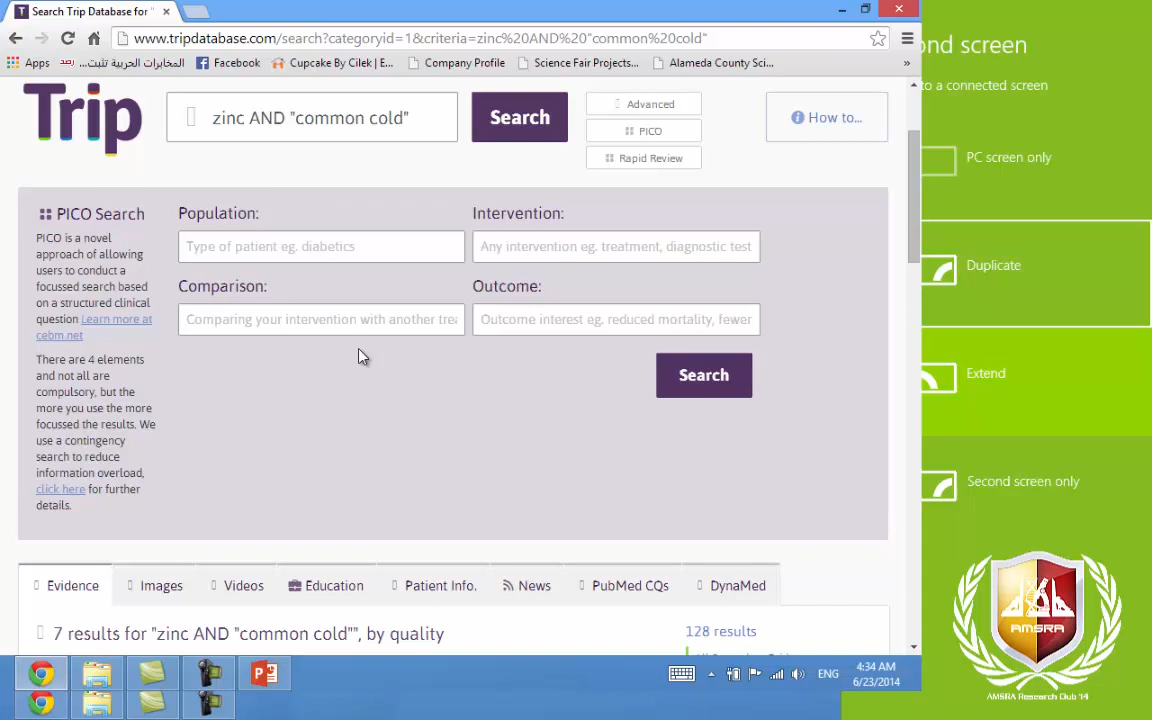 Search Trip Database for "
www.tripdatabase.com/search?categoryid=1&criteria=zinc%20AND%20"common%20cold"
Apps
المخابرات الحربية تثبت...
رصد
Facebook
Cupcake By Cilek | E...
Company Profile
Science Fair Projects...
Alameda County Sci...
»
Trip
zinc AND "common cold"
Search
Advanced
PICO
Rapid Review
How to...
PICO Search
PICO is a novel
approach of allowing
users to conduct a
focussed search based
on a structured clinical
question Learn more at
cebm.net
There are 4 elements
and not all are
compulsory, but the
more you use the more
focussed the results. We
use a contingency
search to reduce
information overload,
click here for further
details.
Population:
Type of patient eg. diabetics
Intervention:
Any intervention eg. treatment, diagnostic test
Comparison:
Comparing your intervention with another trea
Outcome:
Outcome interest eg. reduced mortality, fewer
Search
Evidence
Images
Videos
Education
Patient Info.
News
PubMed CQs
DynaMed
7 results for "zinc AND "common cold"", by quality
128 results
ENG
4:34 AM
6/23/2014
ond screen
to a connected screen
PC screen only
Duplicate
Extend
Second screen only
AMSRA
AMSRA Research Club '14